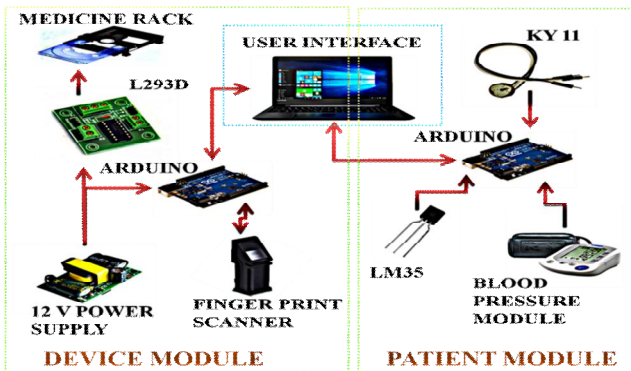 MEDICINE RACK
USER INTERFACE
KY 11
L293D
ARDUINO
ARDUINO
LM35
12 V POWER
SUPPLY
FINGER PRINT
SCANNER
BLOOD
PRESSURE
MODULE
DEVICE MODULE
PATIENT MODULE